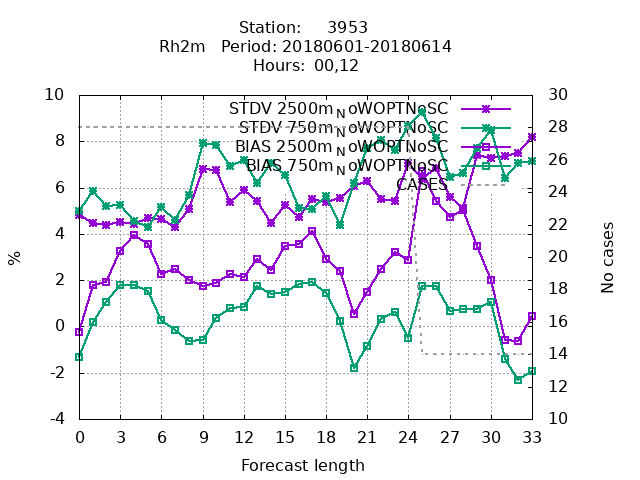 Station: 3953
Rh2m Period: 20180601-20180614
Hours: 00,12
10 30
STDV 2500m_NoWOPTNoSC
8 STDV 750m_NoWOPTNoSC 28
BIAS 2500m_NoWOPTNoSC
BIAS 750m_NoWOPTNoSC 26
6 CASES 24
4 22
% 20 No cases
2 18
0 16
-2 14
12
-4 10
0 3 6 9 12 15 18 21 24 27 30 33
Forecast length